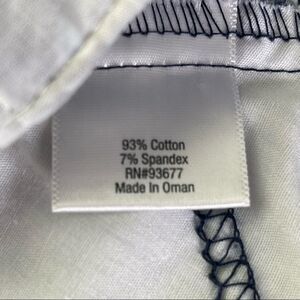 93% Cotton
7% Spandex
RN#93677
Made In Oman